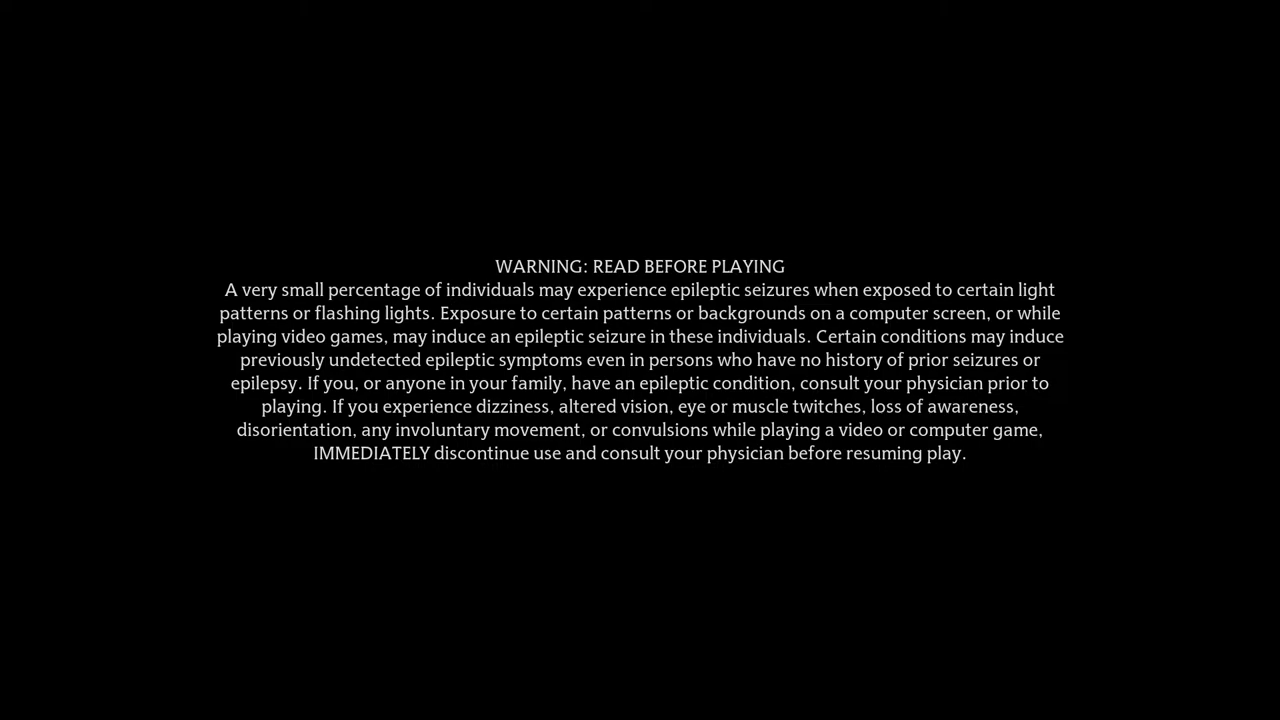 WARNING: READ BEFORE PLAYING
A very small percentage of individuals may experience epileptic seizures when exposed to certain light
patterns or flashing lights. Exposure to certain patterns or backgrounds on a computer screen, or while
playing video games, may induce an epileptic seizure in these individuals. Certain conditions may induce
previously undetected epileptic symptoms even in persons who have no history of prior seizures or
epilepsy. If you, or anyone in your family, have an epileptic condition, consult your physician prior to
playing. If you experience dizziness, altered vision, eye or muscle twitches, loss of awareness,
disorientation, any involuntary movement, or convulsions while playing a video or computer game,
IMMEDIATELY discontinue use and consult your physician before resuming play.